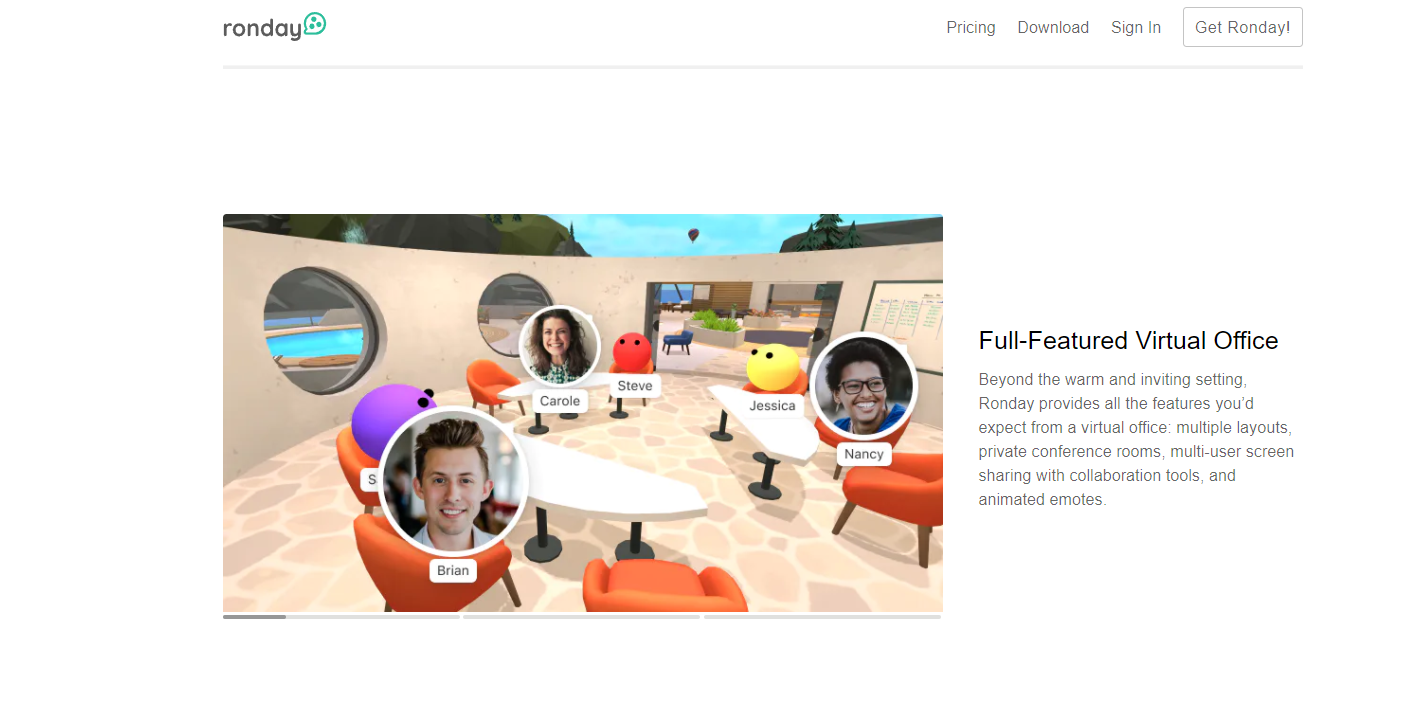 ronday
Pricing
Download
Sign In
Get Ronday!
Carole
Steve
Jessica
Nancy
Brian
Full-Featured Virtual Office
Beyond the warm and inviting setting,
Ronday provides all the features you’d
expect from a virtual office: multiple layouts,
private conference rooms, multi-user screen
sharing with collaboration tools, and
animated emotes.